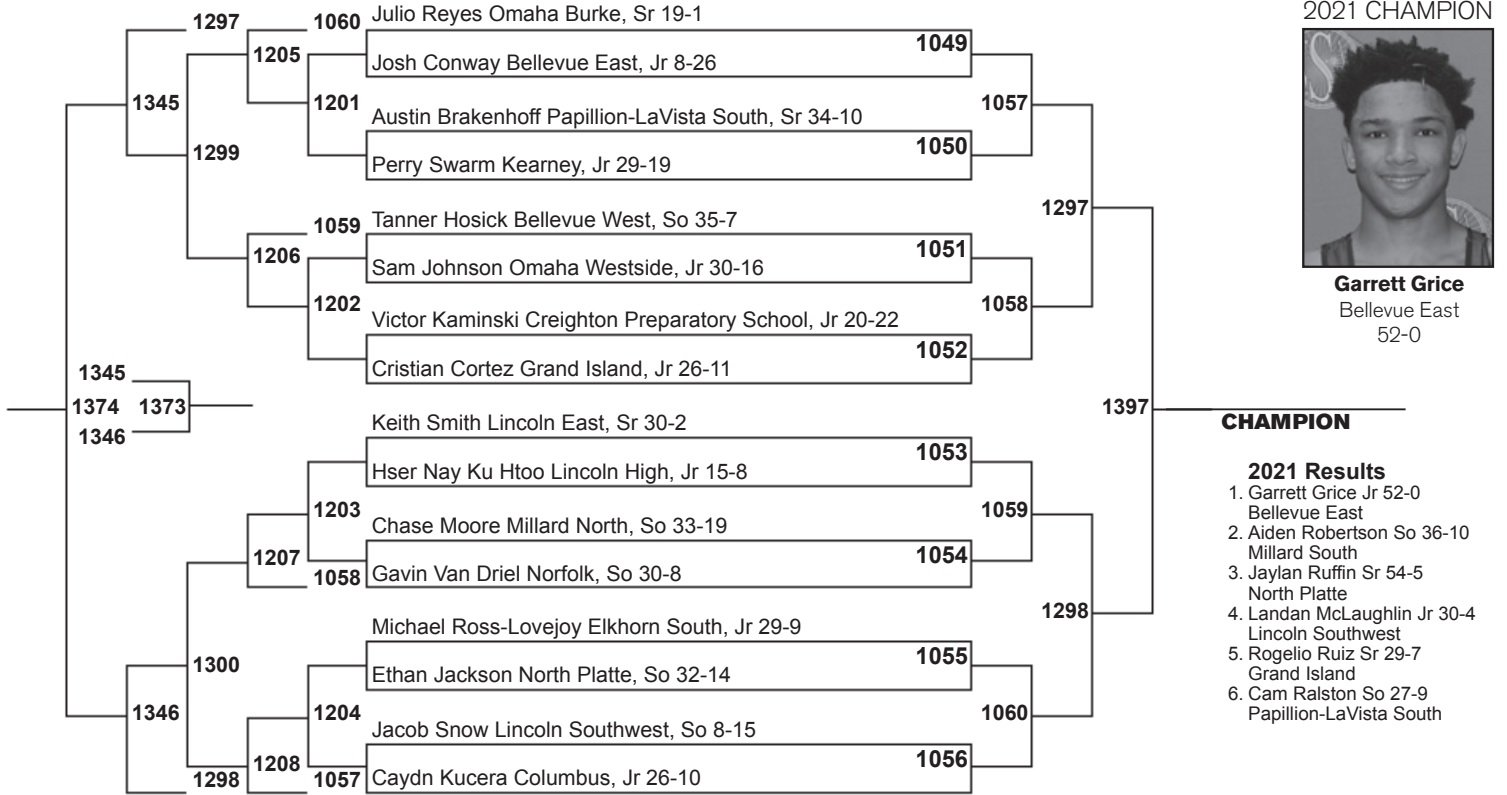 1297
1060
Julio Reyes Omaha Burke, Sr 19-1
1049
1205
Josh Conway Bellevue East, Jr 8-26
1345
1201
1057
Austin Brakenhoff Papillion-LaVista South, Sr 34-10
1050
1299
Perry Swarm Kearney, Jr 29-19
1059
Tanner Hosick Bellevue West, So 35-7
1297
1051
1206
Sam Johnson Omaha Westside, Jr 30-16
1202
1058
Victor Kaminski Creighton Preparatory School, Jr 20-22
1052
Cristian Cortez Grand Island, Jr 26-11
1345
1374
1373
1346
1397
Keith Smith Lincoln East, Sr 30-2
1053
Hser Nay Ku Htoo Lincoln High, Jr 15-8
1203
1059
Chase Moore Millard North, So 33-19
1054
1207
1058
Gavin Van Driel Norfolk, So 30-8
1298
Michael Ross-Lovejoy Elkhorn South, Jr 29-9
1055
1300
Ethan Jackson North Platte, So 32-14
1346
1204
1060
Jacob Snow Lincoln Southwest, So 8-15
1056
1208
1298
1057
Caydn Kucera Columbus, Jr 26-10
2021 CHAMPION
S
Garrett Grice
Bellevue East
52-0
CHAMPION
2021 Results
1. Garrett Grice Jr 52-0
Bellevue East
2. Aiden Robertson So 36-10
Millard South
3. Jaylan Ruffin Sr 54-5
North Platte
4. Landan McLaughlin Jr 30-4
Lincoln Southwest
5. Rogelio Ruiz Sr 29-7
Grand Island
6. Cam Ralston So 27-9
Papillion-LaVista South